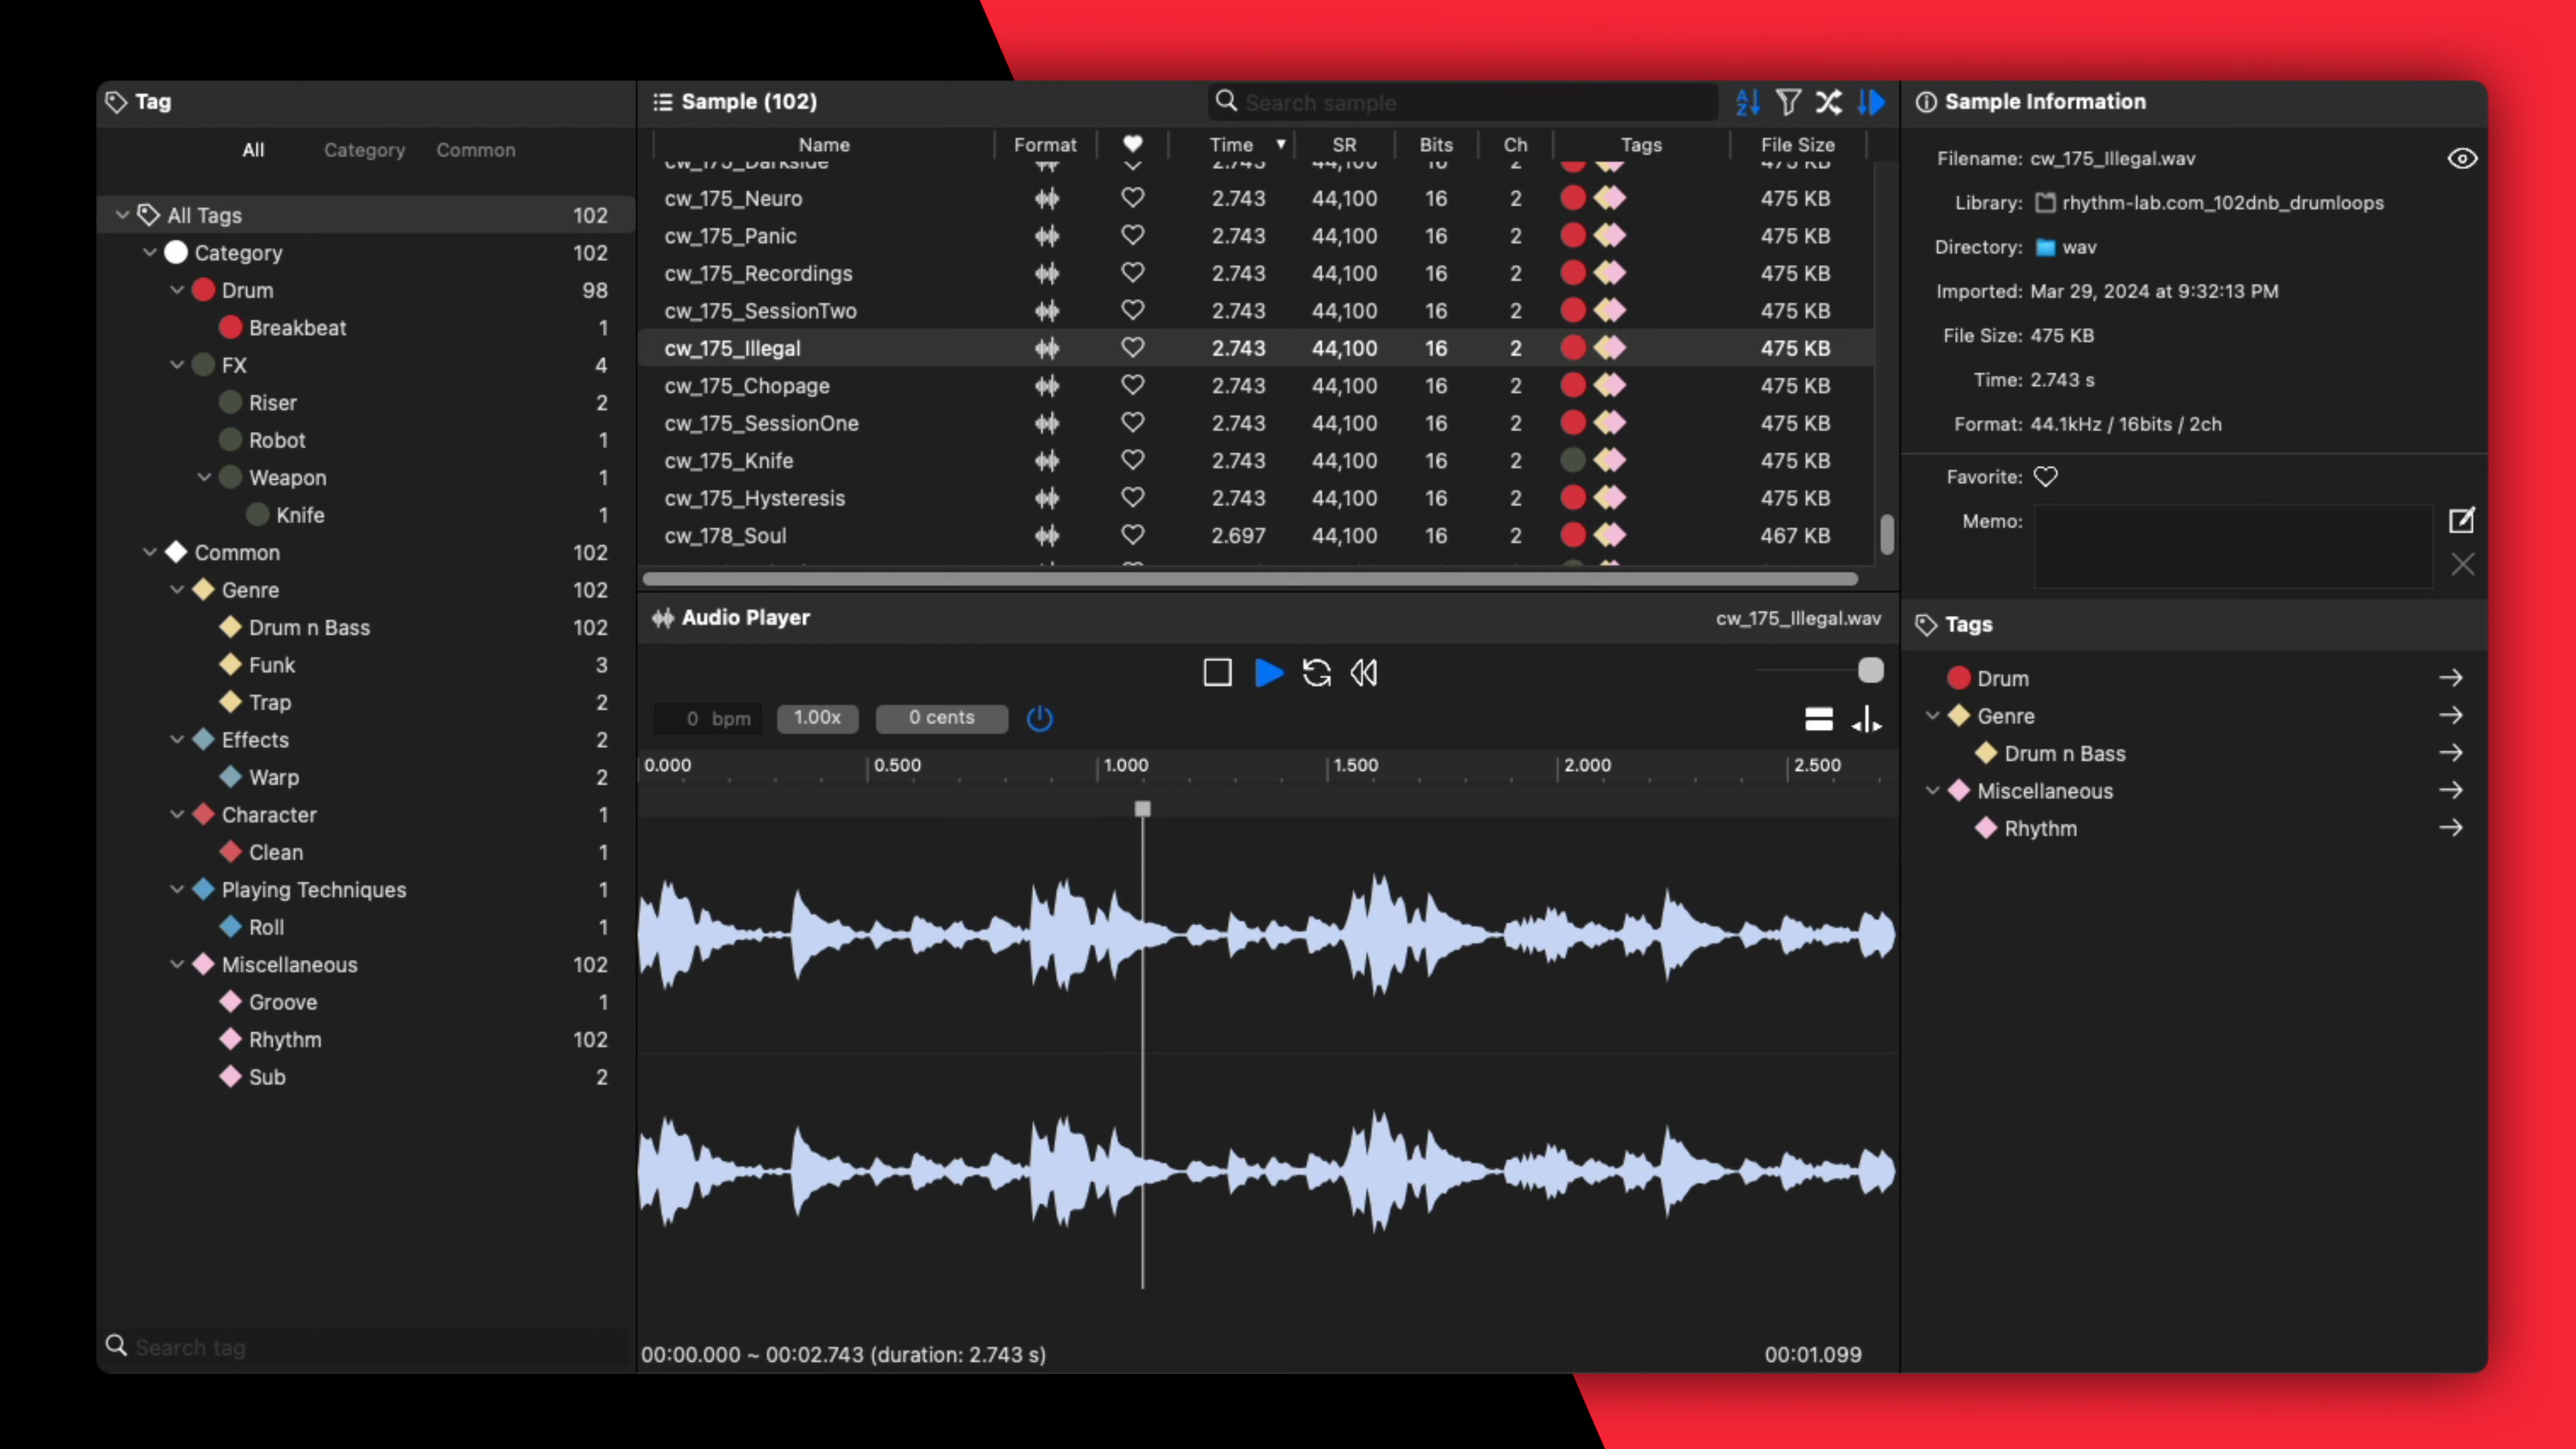 Tag
All Category Common
All Tags 102
Category 102
Drum 98
Breakbeat 1
FX 4
Riser 2
Robot 1
Weapon 1
Knife 1
Common 102
Genre 102
Drum n Bass 102
Funk 3
Trap 2
Effects 2
Warp 2
Character 1
Clean 1
Playing Techniques 1
Roll 1
Miscellaneous 102
Groove 1
Rhythm 102
Sub 2
Search tag
Sample (102)
Search sample
Name Format Time SR Bits Ch Tags File Size
cw_175_Darkside 2.743 44,100 16 2 475 KB
cw_175_Neuro 2.743 44,100 16 2 475 KB
cw_175_Panic 2.743 44,100 16 2 475 KB
cw_175_Recordings 2.743 44,100 16 2 475 KB
cw_175_SessionTwo 2.743 44,100 16 2 475 KB
cw_175_Illegal 2.743 44,100 16 2 475 KB
cw_175_Chopage 2.743 44,100 16 2 475 KB
cw_175_SessionOne 2.743 44,100 16 2 475 KB
cw_175_Knife 2.743 44,100 16 2 475 KB
cw_175_Hysteresis 2.743 44,100 16 2 475 KB
cw_178_Soul 2.697 44,100 16 2 467 KB
Audio Player cw_175_Illegal.wav
0 bpm 1.00x 0 cents
0.000 0.500 1.000 1.500 2.000 2.500
00:00.000 ~ 00:02.743 (duration: 2.743 s) 00:01.099
Sample Information
Filename: cw_175_Illegal.wav
Library: rhythm-lab.com_102dnb_drumloops
Directory: wav
Imported: Mar 29, 2024 at 9:32:13 PM
File Size: 475 KB
Time: 2.743 s
Format: 44.1kHz / 16bits / 2ch
Favorite:
Memo:
Tags
Drum
Genre
Drum n Bass
Miscellaneous
Rhythm